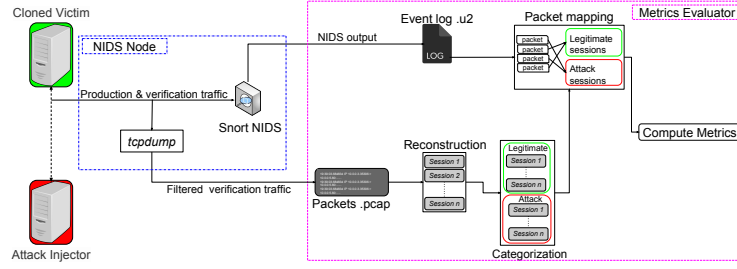 Cloned Victim
NIDS Node
Production & verification traffic
Snort NIDS
tcpdump
Filtered verification traffic
Attack Injector
Metrics Evaluator
NIDS output
Event log .u2
LOG
Packet mapping
packet
packet
packet
packet
Legitimate
sessions
Attack
sessions
Compute Metrics
Packets .pcap
Reconstruction
Session 1
Session 2
Session n
Legitimate
Session 1
Session n
Attack
Session 1
Session n
Categorization